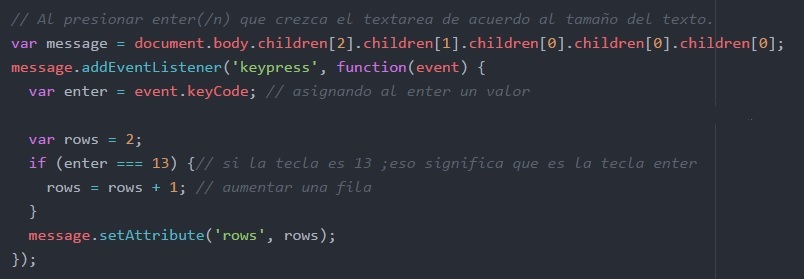 // Al presionar enter(/n) que crezca el textarea de acuerdo al tamaño del texto.
var message = document.body.children[2].children[1].children[0].children[0].children[0];
message.addEventListener('keypress', function(event) {
  var enter = event.keyCode; // asignando al enter un valor
  var rows = 2;
  if (enter === 13) {// si la tecla es 13 ;eso significa que es la tecla enter
    rows = rows + 1; // aumentar una fila
  }
  message.setAttribute('rows', rows);
});